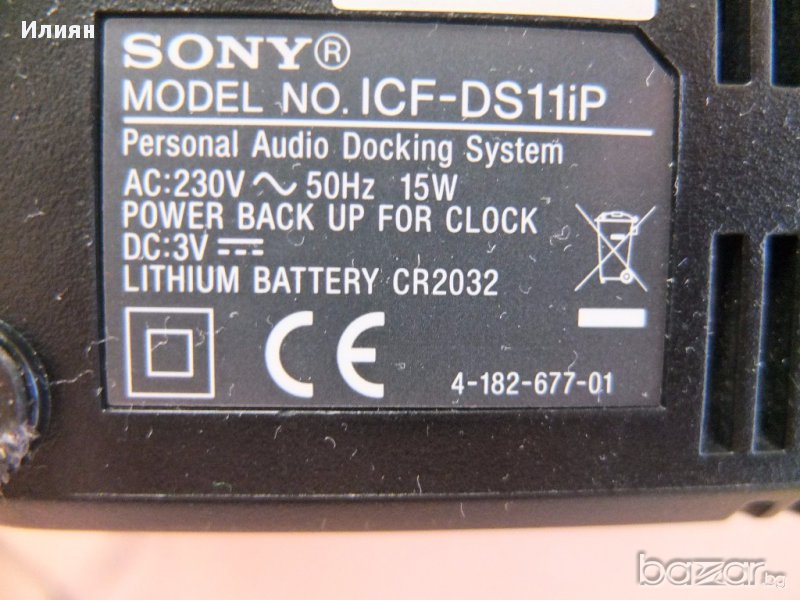 Илиян
SONY®
MODEL NO. ICF-DS11iP
Personal Audio Docking System
AC:230V ~ 50Hz 15W
POWER BACK UP FOR CLOCK
DC:3V ⎓
LITHIUM BATTERY CR2032
CE
4-182-677-01
bazar.bg